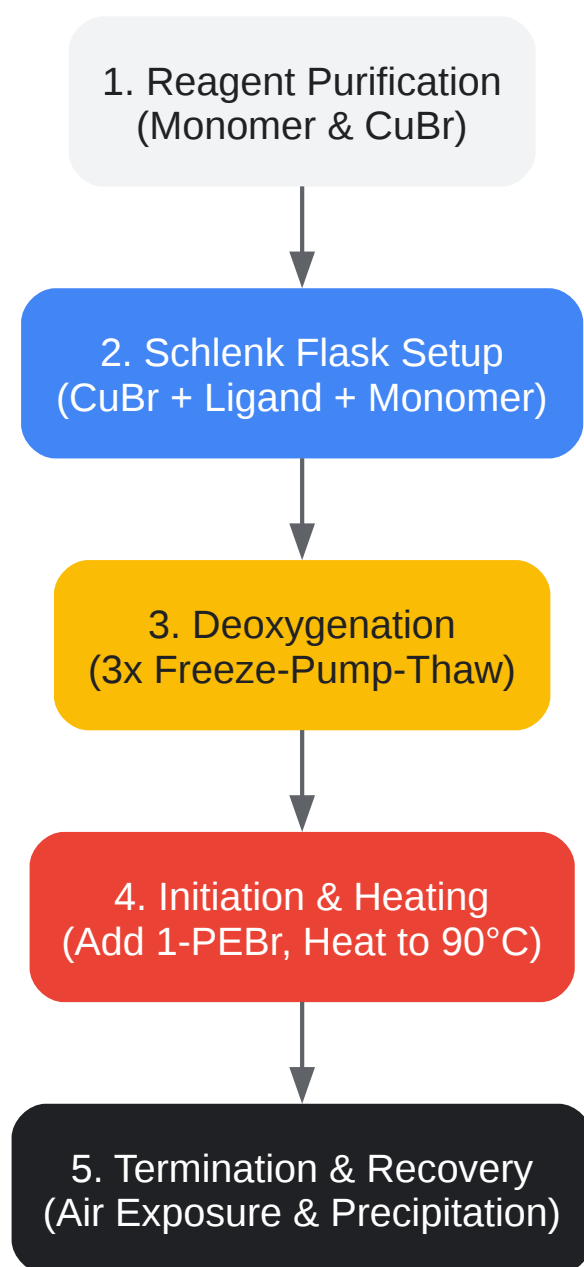 1. Reagent Purification
(Monomer & CuBr)
2. Schlenk Flask Setup
(CuBr + Ligand + Monomer)
3. Deoxygenation
(3x Freeze-Pump-Thaw)
4. Initiation & Heating
(Add 1-PEBr, Heat to 90°C)
5. Termination & Recovery
(Air Exposure & Precipitation)